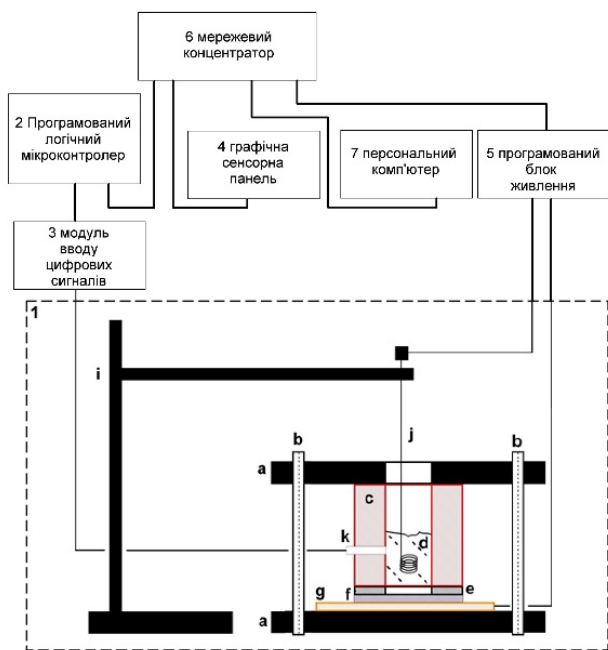 6 мережевий
концентратор
2 Програмований
логічний
мікроконтролер
4 графічна
сенсорна
панель
7 персональний
комп'ютер
5 програмований
блок
живлення
3 модуль
вводу
цифрових
сигналів
1
i
j
b
b
a
c
d
k
e
f
g
a